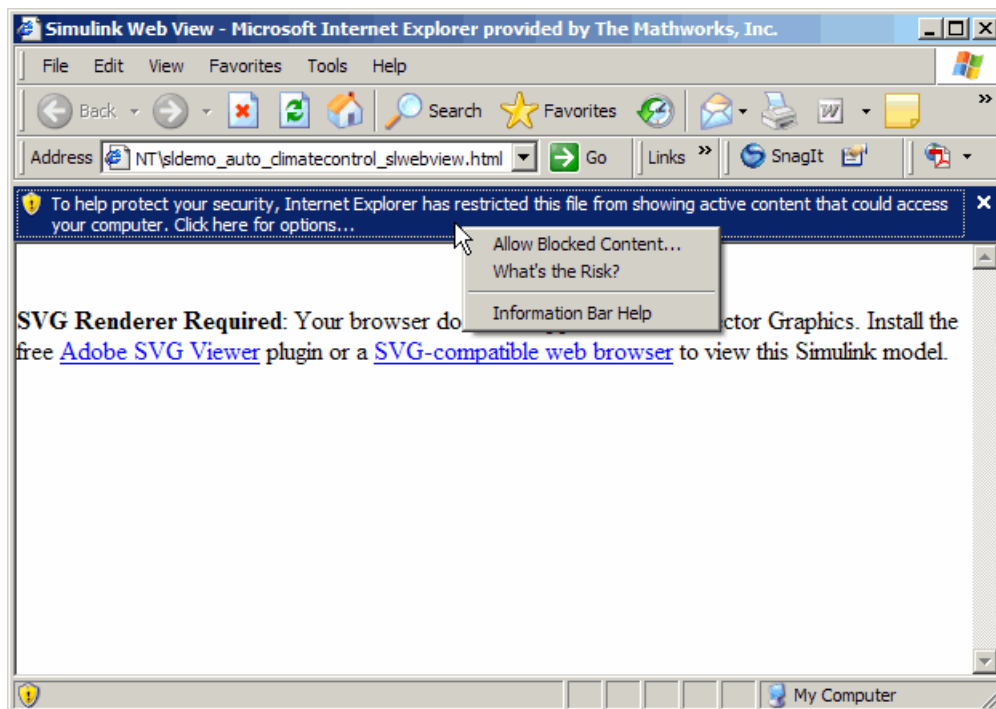 Simulink Web View - Microsoft Internet Explorer provided by The Mathworks, Inc.
File Edit View Favorites Tools Help
Back Search Favorites
Address NT\sldemo_auto_climatecontrol_slwebview.html Go Links » SnagIt
To help protect your security, Internet Explorer has restricted this file from showing active content that could access
your computer. Click here for options...
Allow Blocked Content...
What's the Risk?
Information Bar Help
SVG Renderer Required: Your browser do ector Graphics. Install the
free Adobe SVG Viewer plugin or a SVG-compatible web browser to view this Simulink model.
My Computer